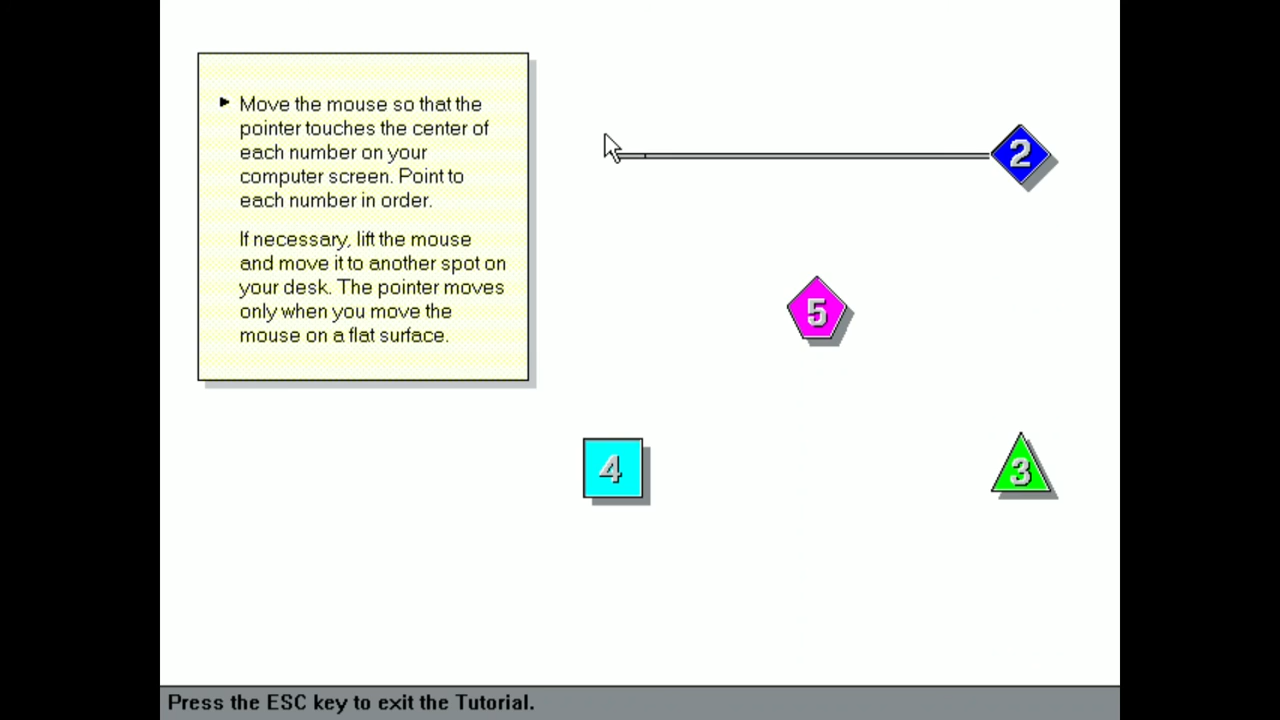 Move the mouse so that the
pointer touches the center of
each number on your
computer screen. Point to
each number in order.
If necessary, lift the mouse
and move it to another spot on
your desk. The pointer moves
only when you move the
mouse on a flat surface.
2
5
4
3
Press the ESC key to exit the Tutorial.